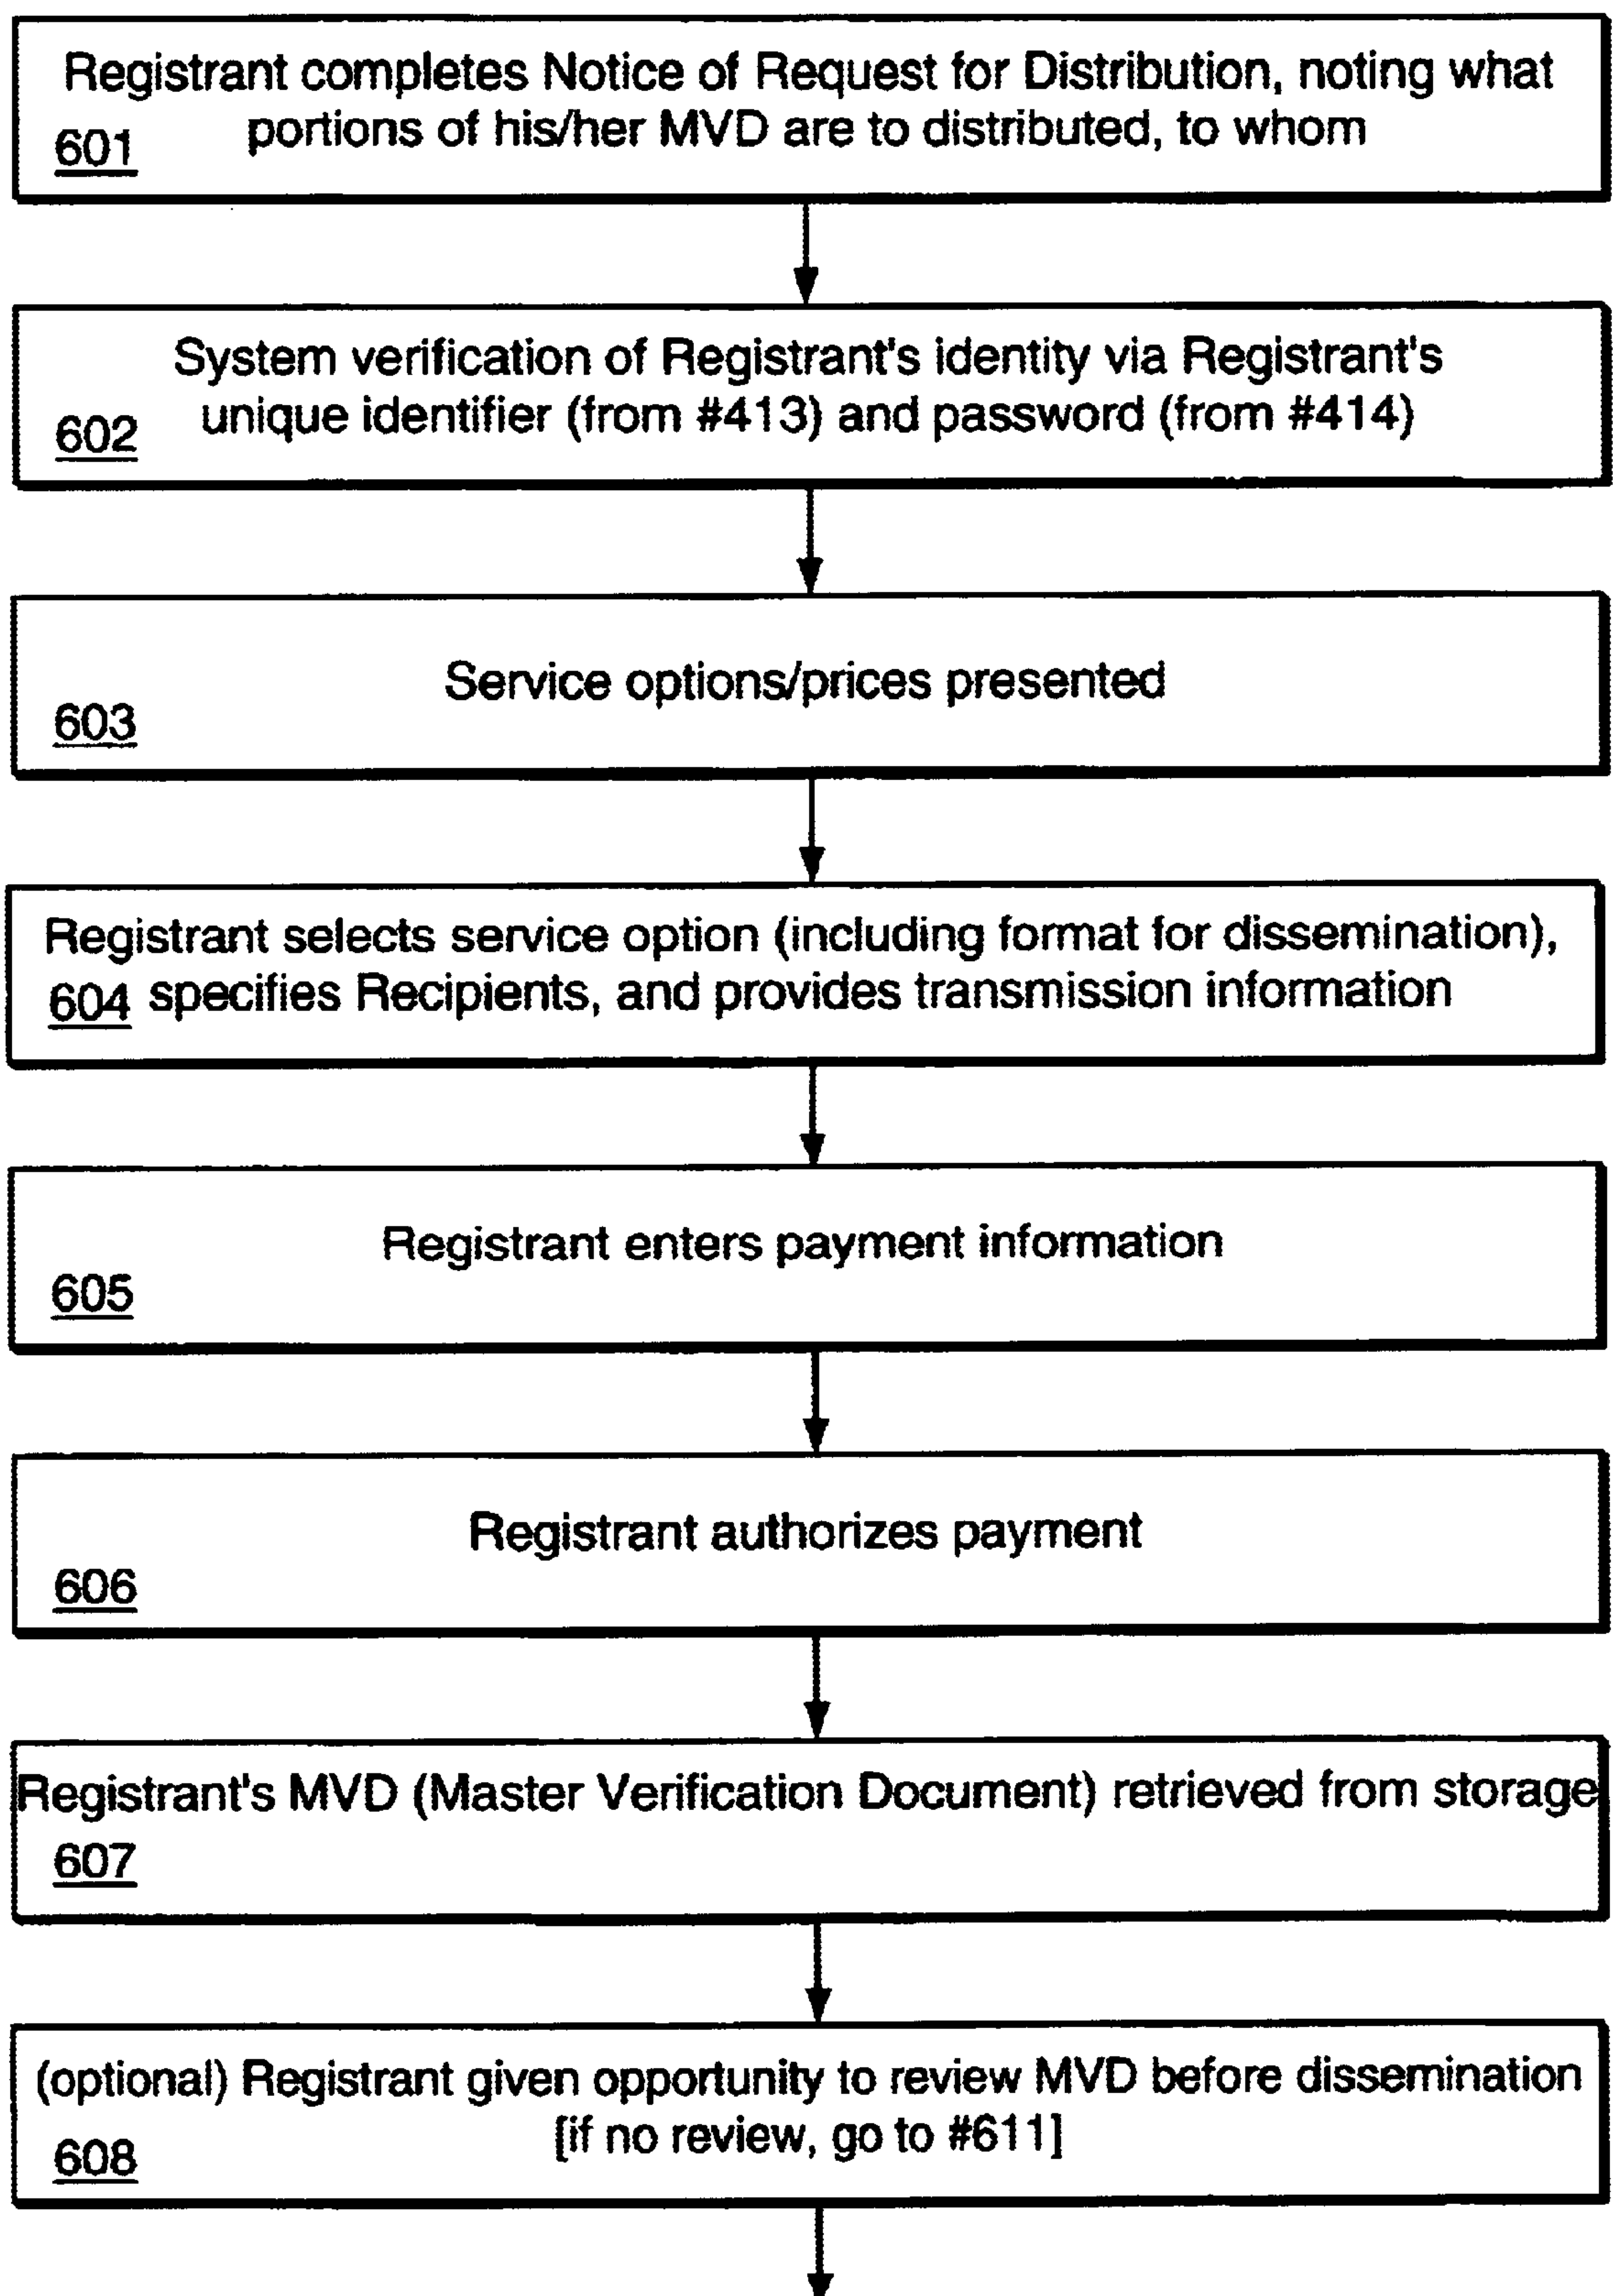 Registrant completes Notice of Request for Distribution, noting what
portions of his/her MVD are to distributed, to whom
601
System verification of Registrant's identity via Registrant's
unique identifier (from #413) and password (from #414)
602
Service options/prices presented
603
Registrant selects service option (including format for dissemination),
604 specifies Recipients, and provides transmission information
Registrant enters payment information
605
Registrant authorizes payment
606
Registrant's MVD (Master Verification Document) retrieved from storage
607
(optional) Registrant given opportunity to review MVD before dissemination
[if no review, go to #611]
608